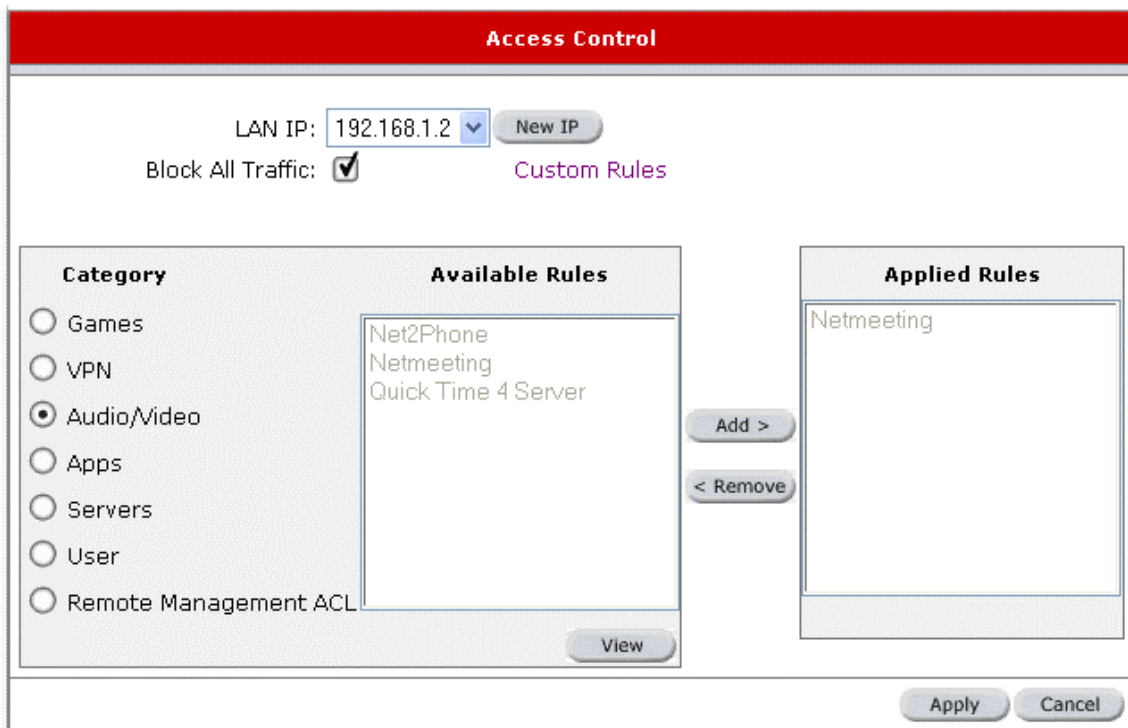 Access Control
LAN IP: 192.168.1.2 New IP
Block All Traffic: Custom Rules
Category
Games
VPN
Audio/Video
Apps
Servers
User
Remote Management ACL
Available Rules
Net2Phone
Netmeeting
Quick Time 4 Server
View
Add >
< Remove
Applied Rules
Netmeeting
Apply Cancel